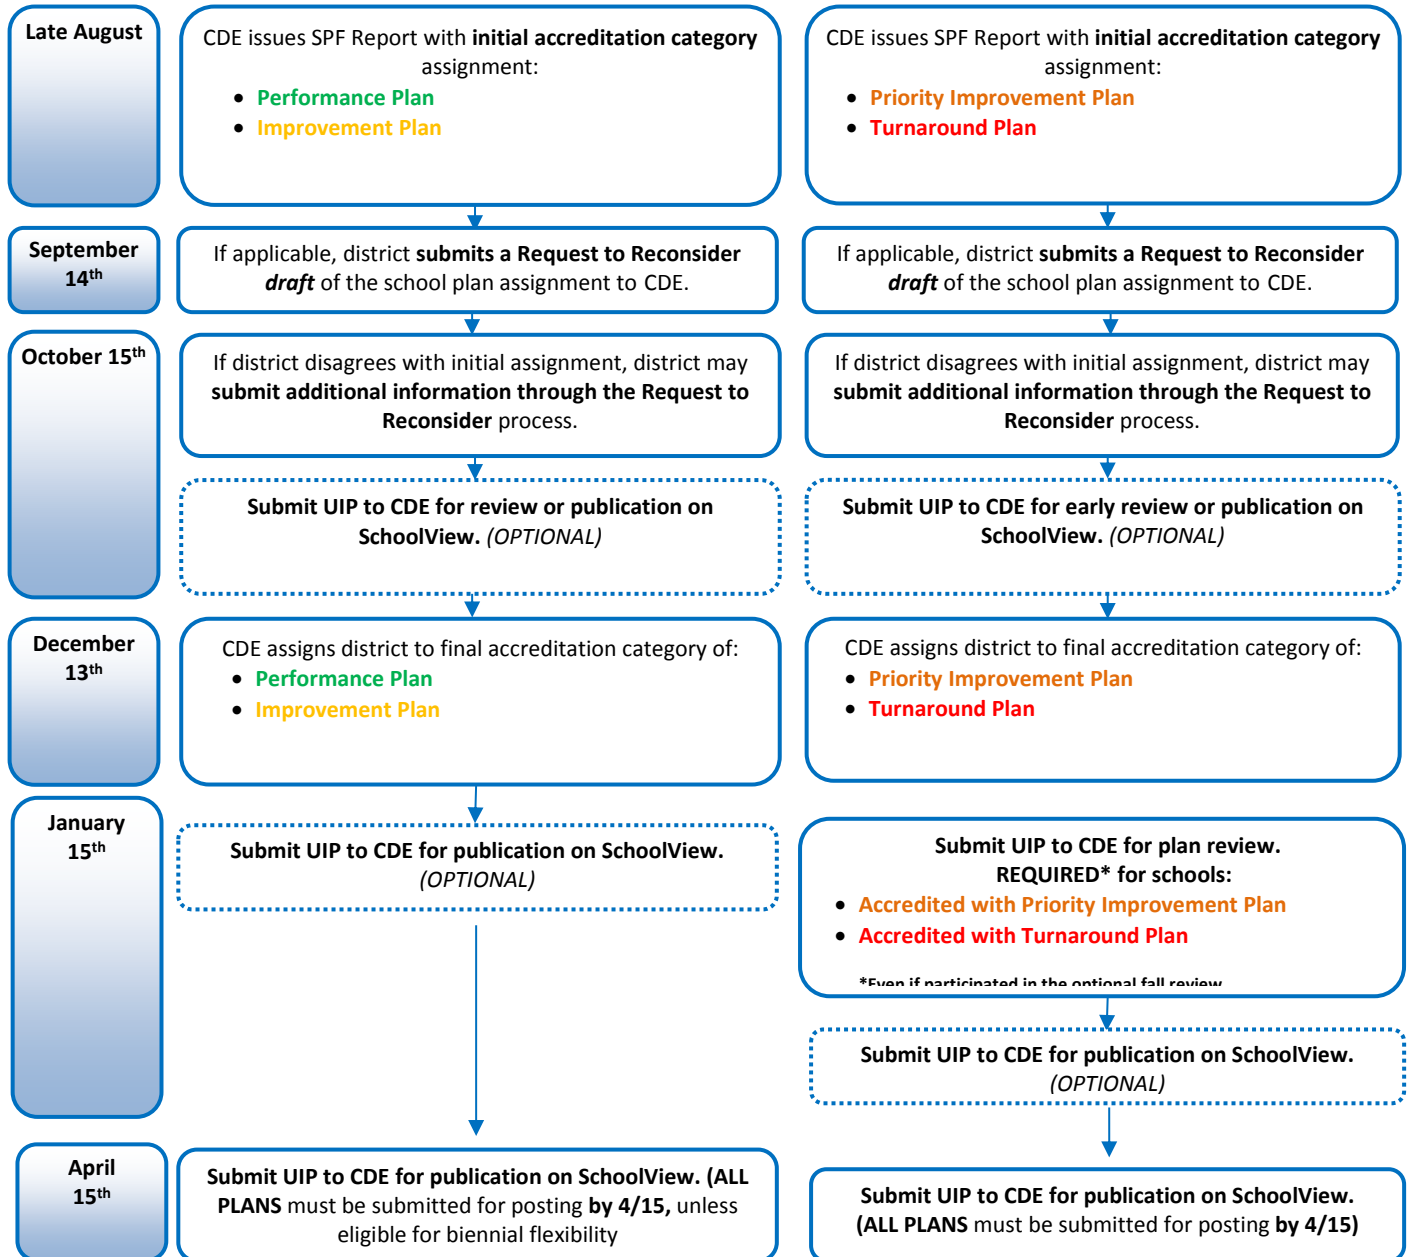 Late August
CDE issues SPF Report with initial accreditation category
assignment:
• Performance Plan
• Improvement Plan
CDE issues SPF Report with initial accreditation category
assignment:
• Priority Improvement Plan
• Turnaround Plan
September
14th
If applicable, district submits a Request to Reconsider
draft of the school plan assignment to CDE.
If applicable, district submits a Request to Reconsider
draft of the school plan assignment to CDE.
October 15th
If district disagrees with initial assignment, district may
submit additional information through the Request to
Reconsider process.
If district disagrees with initial assignment, district may
submit additional information through the Request to
Reconsider process.
Submit UIP to CDE for review or publication on
SchoolView. (OPTIONAL)
Submit UIP to CDE for early review or publication on
SchoolView. (OPTIONAL)
December
13th
CDE assigns district to final accreditation category of:
• Performance Plan
• Improvement Plan
CDE assigns district to final accreditation category of:
• Priority Improvement Plan
• Turnaround Plan
January
15th
Submit UIP to CDE for publication on SchoolView.
(OPTIONAL)
Submit UIP to CDE for plan review.
REQUIRED* for schools:
• Accredited with Priority Improvement Plan
• Accredited with Turnaround Plan
*Even if participated in the optional fall review
Submit UIP to CDE for publication on SchoolView.
(OPTIONAL)
April
15th
Submit UIP to CDE for publication on SchoolView. (ALL
PLANS must be submitted for posting by 4/15, unless
eligible for biennial flexibility
Submit UIP to CDE for publication on SchoolView.
(ALL PLANS must be submitted for posting by 4/15)